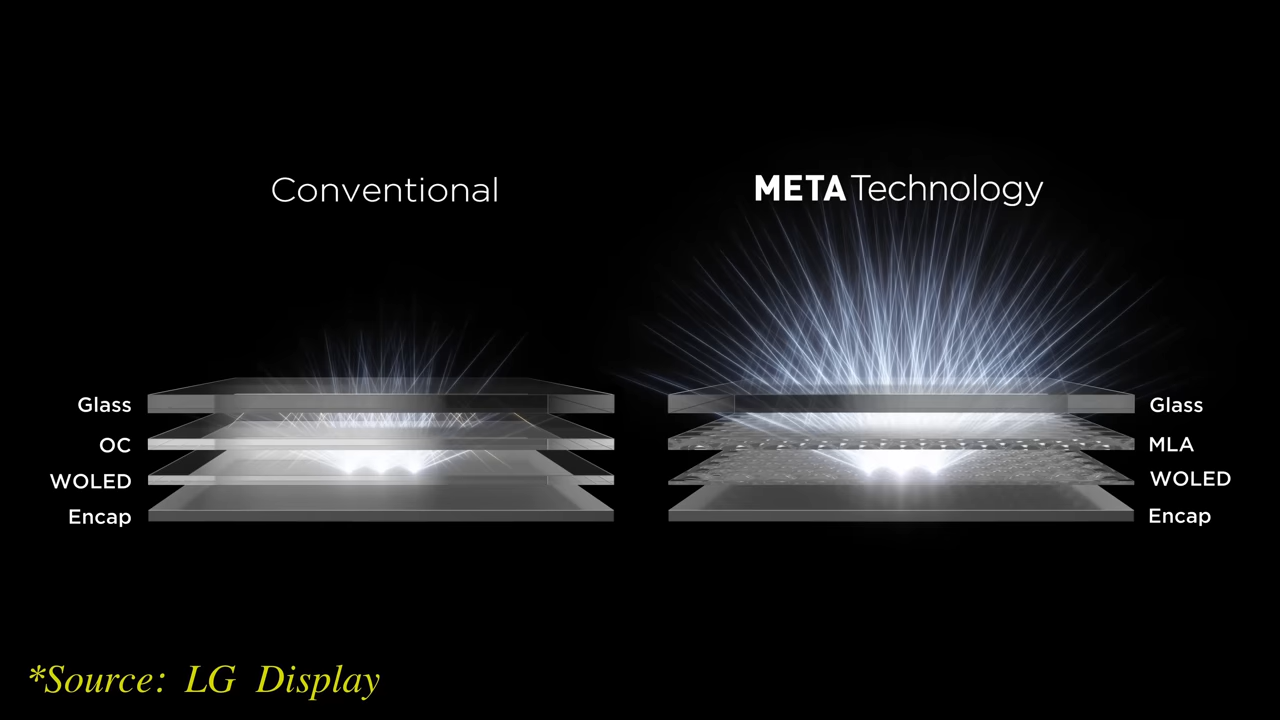 Conventional
META Technology
Glass
OC
WOLED
Encap
Glass
MLA
WOLED
Encap
*Source: LG Display